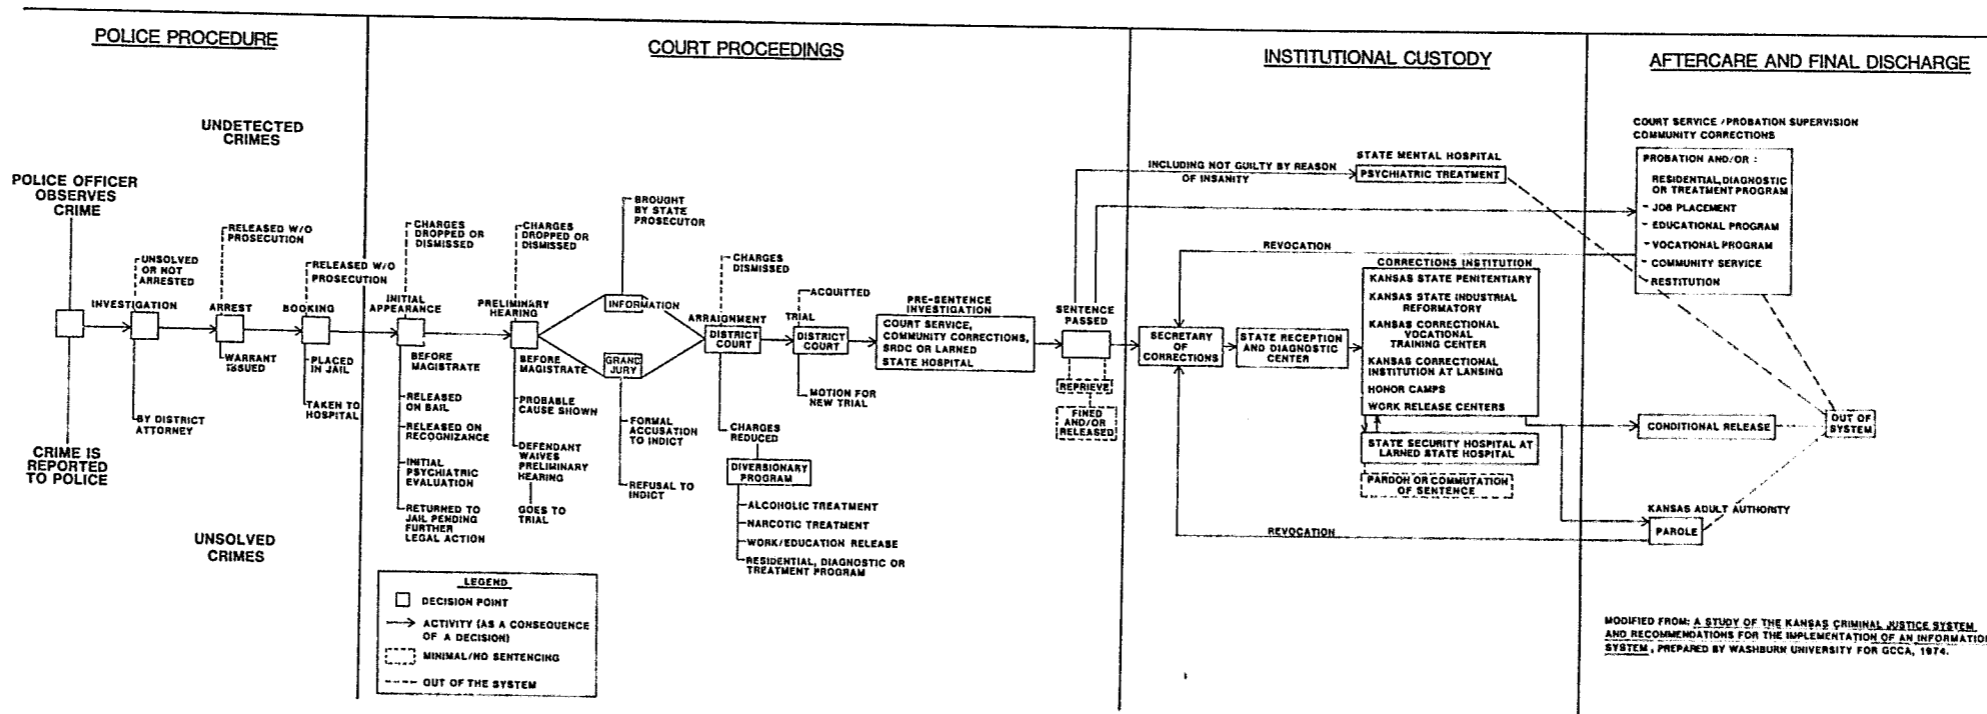 POLICE PROCEDURE
UNDETECTED
CRIMES
POLICE OFFICER
OBSERVES
CRIME
RELEASED W/O
PROSECUTION
UNSOLVED
OR NOT
ARRESTED
RELEASED W/O
PROSECUTION
INVESTIGATION
ARREST
BOOKING
WARRANT
ISSUED
PLACED
IN JAIL
TAKEN TO
HOSPITAL
BY DISTRICT
ATTORNEY
CRIME IS
REPORTED
TO POLICE
UNSOLVED
CRIMES
COURT PROCEEDINGS
CHARGES
DROPPED OR
DISMISSED
INITIAL
APPEARANCE
BEFORE
MAGISTRATE
RELEASED
ON BAIL
RELEASED ON
RECOGNIZANCE
INITIAL
PSYCHIATRIC
EVALUATION
RETURNED TO
JAIL PENDING
FURTHER
LEGAL ACTION
CHARGES
DROPPED OR
DISMISSED
PRELIMINARY
HEARING
BEFORE
MAGISTRATE
PROBABLE
CAUSE SHOWN
DEFENDANT
WAIVES
PRELIMINARY
HEARING
GOES TO
TRIAL
BROUGHT
BY STATE
PROSECUTOR
INFORMATION
GRAND
JURY
FORMAL
ACCUSATION
TO INDICT
REFUSAL TO
INDICT
CHARGES
DISMISSED
ARRAIGNMENT
DISTRICT
COURT
CHARGES
REDUCED
DIVERSIONARY
PROGRAM
ALCOHOLIC TREATMENT
NARCOTIC TREATMENT
WORK/EDUCATION RELEASE
RESIDENTIAL, DIAGNOSTIC OR
TREATMENT PROGRAM
ACQUITTED
TRIAL
DISTRICT
COURT
MOTION FOR
NEW TRIAL
PRE-SENTENCE
INVESTIGATION
COURT SERVICE,
COMMUNITY CORRECTIONS,
SRDC OR LARNED
STATE HOSPITAL
SENTENCE
PASSED
REPRIEVE
FINED
AND/OR
RELEASED
LEGEND
DECISION POINT
ACTIVITY (AS A CONSEQUENCE
OF A DECISION)
MINIMAL/NO SENTENCING
OUT OF THE SYSTEM
INSTITUTIONAL CUSTODY
INCLUDING NOT GUILTY BY REASON
OF INSANITY
STATE MENTAL HOSPITAL
PSYCHIATRIC TREATMENT
REVOCATION
SECRETARY
OF
CORRECTIONS
STATE RECEPTION
AND DIAGNOSTIC
CENTER
CORRECTIONS INSTITUTION
KANSAS STATE PENITENTIARY
KANSAS STATE INDUSTRIAL
REFORMATORY
KANSAS CORRECTIONAL
VOCATIONAL
TRAINING CENTER
KANSAS CORRECTIONAL
INSTITUTION AT LANSING
HONOR CAMPS
WORK RELEASE CENTERS
STATE SECURITY HOSPITAL AT
LARNED STATE HOSPITAL
PARDON OR COMMUTATION
OF SENTENCE
REVOCATION
AFTERCARE AND FINAL DISCHARGE
COURT SERVICE / PROBATION SUPERVISION
COMMUNITY CORRECTIONS
PROBATION AND/OR :
RESIDENTIAL, DIAGNOSTIC
OR TREATMENT PROGRAM
- JOB PLACEMENT
- EDUCATIONAL PROGRAM
- VOCATIONAL PROGRAM
- COMMUNITY SERVICE
- RESTITUTION
CONDITIONAL RELEASE
OUT OF
SYSTEM
KANSAS ADULT AUTHORITY
PAROLE
MODIFIED FROM: A STUDY OF THE KANSAS CRIMINAL JUSTICE SYSTEM
AND RECOMMENDATIONS FOR THE IMPLEMENTATION OF AN INFORMATION
SYSTEM, PREPARED BY WASHBURN UNIVERSITY FOR GCCA, 1974.